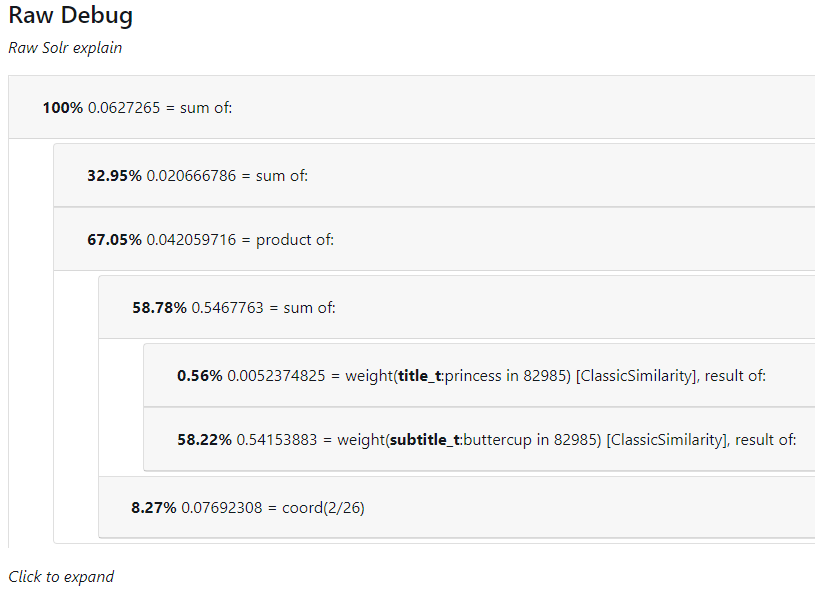 Raw Debug
Raw Solr explain
100% 0.0627265 = sum of:
32.95% 0.020666786 = sum of:
67.05% 0.042059716 = product of:
58.78% 0.5467763 = sum of:
0.56% 0.0052374825 = weight(title_t:princess in 82985) [ClassicSimilarity], result of:
58.22% 0.54153883 = weight(subtitle_t:buttercup in 82985) [ClassicSimilarity], result of:
8.27% 0.07692308 = coord(2/26)
Click to expand